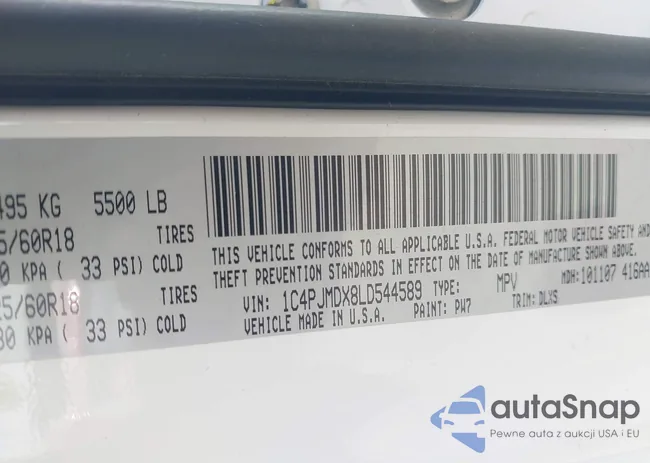 495 KG 5500 LB
5/60R18 TIRES
0 KPA ( 33 PSI) COLD
5/60R18 TIRES
30 KPA ( 33 PSI) COLD
THIS VEHICLE CONFORMS TO ALL APPLICABLE U.S.A. FEDERAL MOTOR VEHICLE SAFETY AND
THEFT PREVENTION STANDARDS IN EFFECT ON THE DATE OF MANUFACTURE SHOWN ABOVE.
VIN: 1C4PJMDX8LD544589 TYPE: MPV MDH:101107 416AA
VEHICLE MADE IN U.S.A. PAINT: PW7 TRIM: DLXS
autaSnap
Pewne auta z aukcji USA i EU